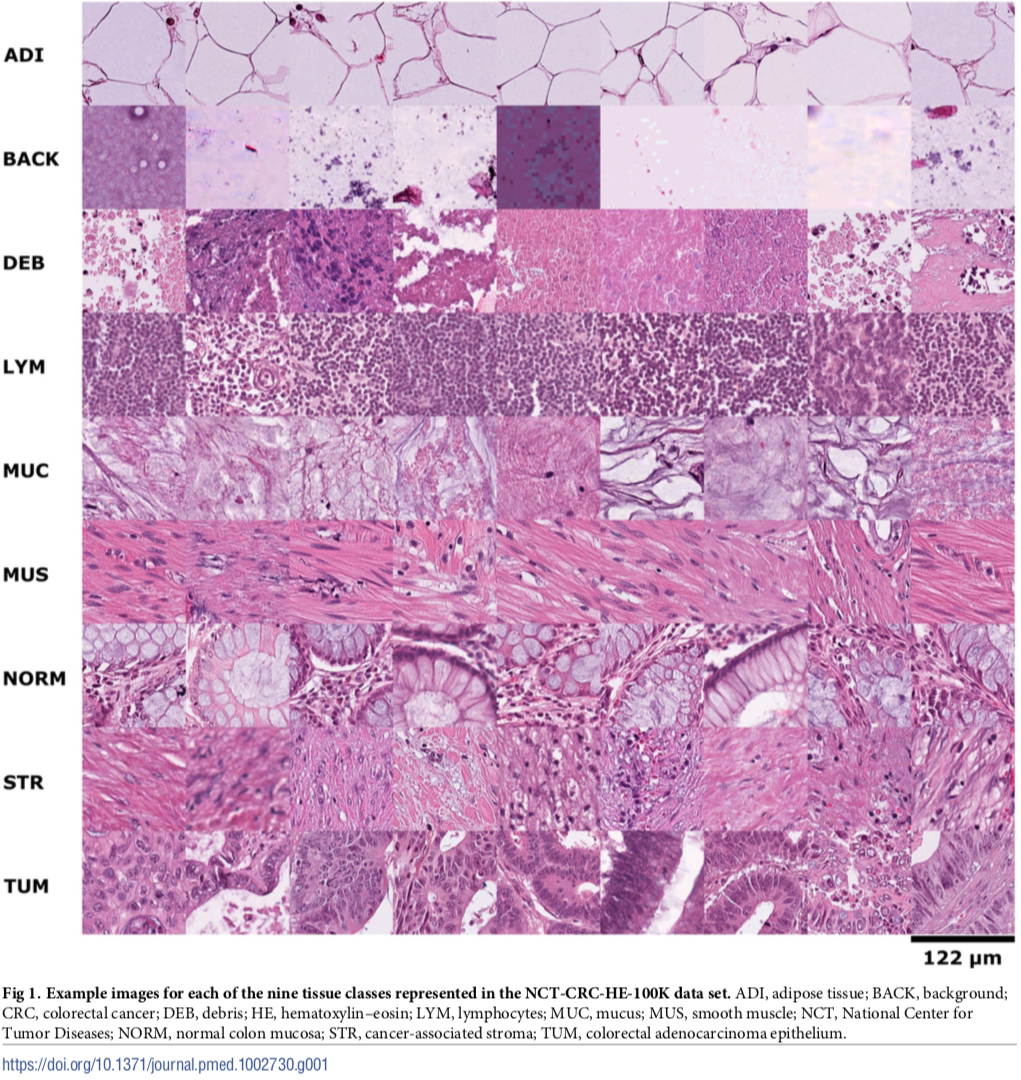 ADI
BACK
DEB
LYM
MUC
MUS
NORM
STR
TUM
122 µm
Fig 1. Example images for each of the nine tissue classes represented in the NCT-CRC-HE-100K data set. ADI, adipose tissue; BACK, background;
CRC, colorectal cancer; DEB, debris; HE, hematoxylin–eosin; LYM, lymphocytes; MUC, mucus; MUS, smooth muscle; NCT, National Center for
Tumor Diseases; NORM, normal colon mucosa; STR, cancer-associated stroma; TUM, colorectal adenocarcinoma epithelium.
https://doi.org/10.1371/journal.pmed.1002730.g001